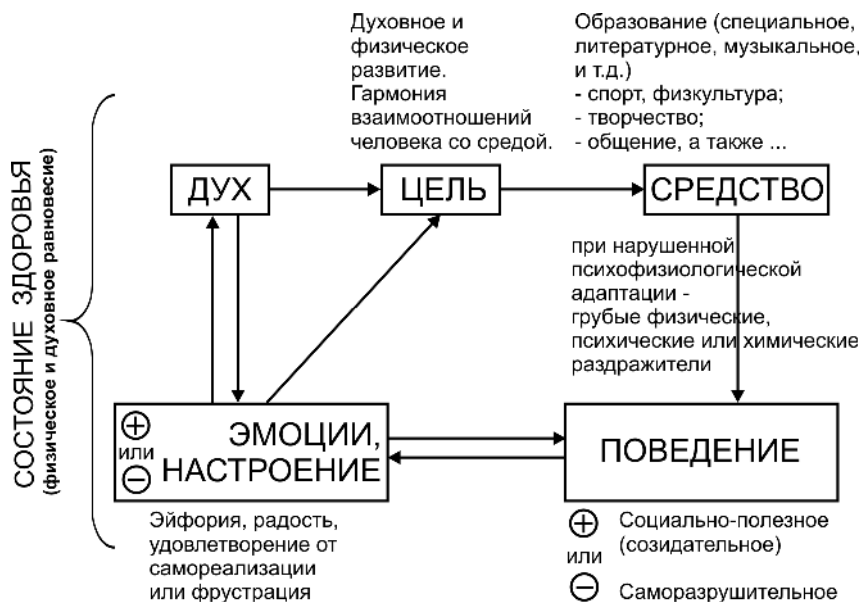 СОСТОЯНИЕ ЗДОРОВЬЯ
(физическое и духовное равновесие)
Духовное и
физическое
развитие.
Гармония
взаимоотношений
человека со средой.
Образование (специальное,
литературное, музыкальное,
и т.д.)
- спорт, физкультура;
- творчество;
- общение, а также ...
ДУХ
ЦЕЛЬ
СРЕДСТВО
при нарушенной
психофизиологической
адаптации -
грубые физические,
психические или химические
раздражители
+
или
−
ЭМОЦИИ,
НАСТРОЕНИЕ
ПОВЕДЕНИЕ
Эйфория, радость,
удовлетворение от
самореализации
или фрустрация
+ Социально-полезное
или (созидательное)
− Саморазрушительное